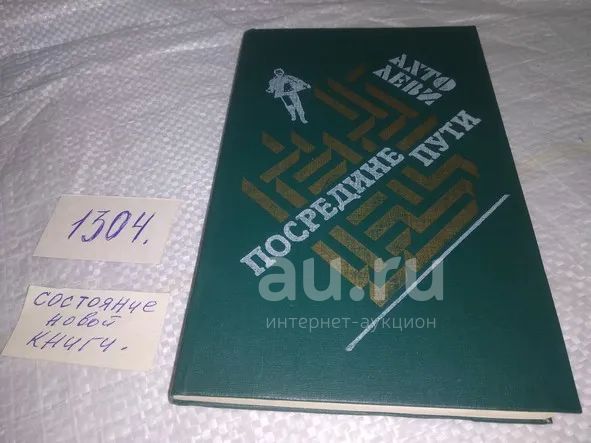 АХТО
ЛЕВИ
ПОСРЕДИНЕ
ПУТИ
1304.
СОСТОЯНИЕ
НОВОЙ
КНИГИ.
au.ru
интернет-аукцион